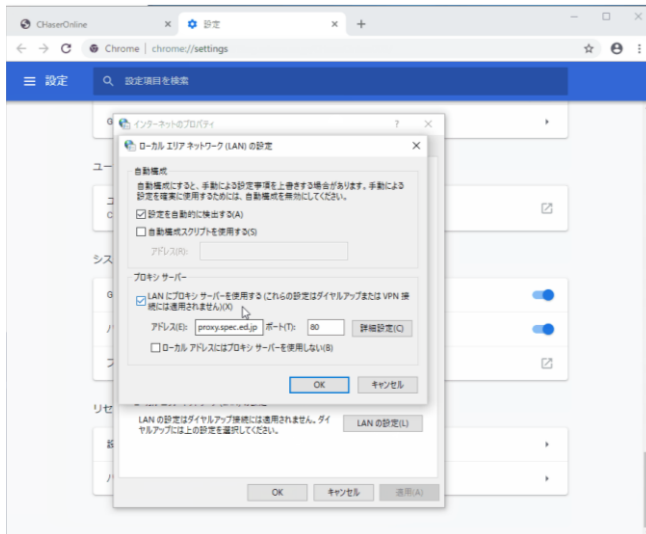 CHaserOnline
設定
Chrome | chrome://settings
設定
設定項目を検索
G
インターネットのプロパティ
ローカル エリア ネットワーク (LAN) の設定
自動構成
自動構成にすると、手動による設定事項を上書きする場合があります。手動による
設定を確実に使用するためには、自動構成を無効にしてください。
設定を自動的に検出する(A)
自動構成スクリプトを使用する(S)
アドレス(R):
プロキシ サーバー
LAN にプロキシ サーバーを使用する (これらの設定はダイヤルアップまたは VPN 接
続には適用されません)(X)
アドレス(E): proxy.spec.ed.jp ポート(T): 80 詳細設定(C)
ローカル アドレスにはプロキシ サーバーを使用しない(B)
OK キャンセル
ユー
シス
G
リセ
LAN の設定はダイヤルアップ接続には適用されません。ダイ
ヤルアップには上の設定を選択してください。
LAN の設定(L)
OK キャンセル 適用(A)